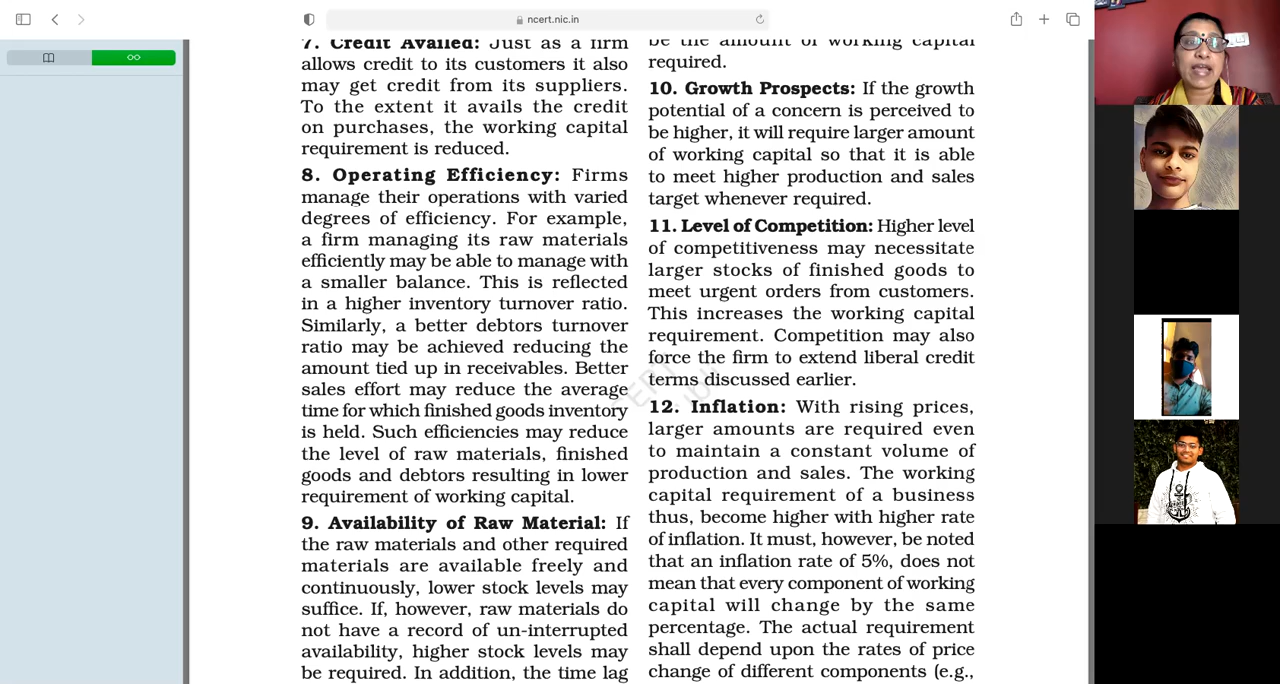 ncert.nic.in
7. Credit Availed: Just as a firm
allows credit to its customers it also
may get credit from its suppliers.
To the extent it avails the credit
on purchases, the working capital
requirement is reduced.
8. Operating Efficiency: Firms
manage their operations with varied
degrees of efficiency. For example,
a firm managing its raw materials
efficiently may be able to manage with
a smaller balance. This is reflected
in a higher inventory turnover ratio.
Similarly, a better debtors turnover
ratio may be achieved reducing the
amount tied up in receivables. Better
sales effort may reduce the average
time for which finished goods inventory
is held. Such efficiencies may reduce
the level of raw materials, finished
goods and debtors resulting in lower
requirement of working capital.
9. Availability of Raw Material: If
the raw materials and other required
materials are available freely and
continuously, lower stock levels may
suffice. If, however, raw materials do
not have a record of un-interrupted
availability, higher stock levels may
be required. In addition, the time lag
be the amount of working capital
required.
10. Growth Prospects: If the growth
potential of a concern is perceived to
be higher, it will require larger amount
of working capital so that it is able
to meet higher production and sales
target whenever required.
11. Level of Competition: Higher level
of competitiveness may necessitate
larger stocks of finished goods to
meet urgent orders from customers.
This increases the working capital
requirement. Competition may also
force the firm to extend liberal credit
terms discussed earlier.
12. Inflation: With rising prices,
larger amounts are required even
to maintain a constant volume of
production and sales. The working
capital requirement of a business
thus, become higher with higher rate
of inflation. It must, however, be noted
that an inflation rate of 5%, does not
mean that every component of working
capital will change by the same
percentage. The actual requirement
shall depend upon the rates of price
change of different components (e.g.,